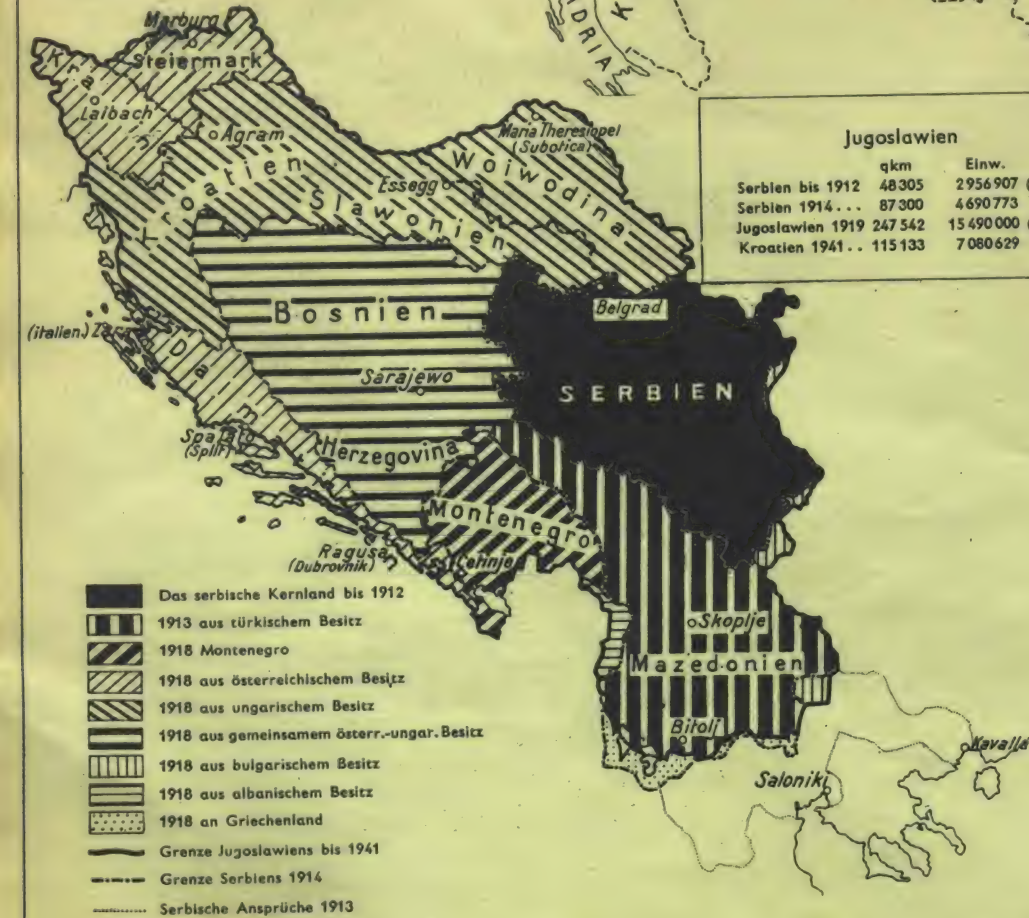 ADRIA
K
Marburg
Steiermark
Krain
Laibach
Agram
Kroatien
Slawonien
Essegg
Maria Theresiopel
(Subotica)
Woiwodina
Jugoslawien
qkm Einw.
Serbien bis 1912 48305 2956907 (
Serbien 1914... 87300 4690773
Jugoslawien 1919 247542 15490000 (
Kroatien 1941.. 115133 7080629
Bosnien
Belgrad
(italien.) Zara
SERBIEN
Sarajewo
Spalato
(Split)
Herzegovina
Montenegro
Ragusa
(Dubrovnik)
Cetinje
Skoplje
Mazedonien
Bitolj
Kavalla
Saloniki
Das serbische Kernland bis 1912
1913 aus türkischem Besitz
1918 Montenegro
1918 aus österreichischem Besitz
1918 aus ungarischem Besitz
1918 aus gemeinsamem österr.-ungar. Besitz
1918 aus bulgarischem Besitz
1918 aus albanischem Besitz
1918 an Griechenland
Grenze Jugoslawiens bis 1941
Grenze Serbiens 1914
Serbische Ansprüche 1913